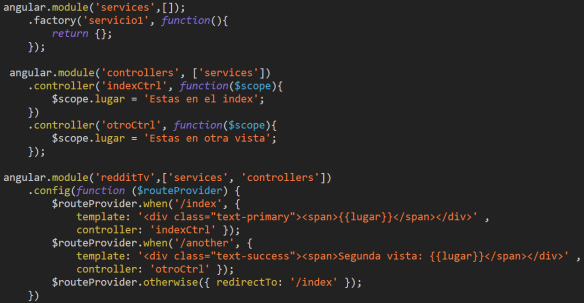 angular.module('services',[]);
    .factory('servicio1', function(){
        return {};
    });

 angular.module('controllers', ['services'])
    .controller('indexCtrl', function($scope){
        $scope.lugar = 'Estas en el index';
    })
    .controller('otroCtrl', function($scope){
        $scope.lugar = 'Estas en otra vista';
    });

angular.module('redditTv',['services', 'controllers'])
    .config(function ($routeProvider) {
        $routeProvider.when('/index', {
            template: '<div class="text-primary"><span>{{lugar}}</span></div>' ,
            controller: 'indexCtrl' });
        $routeProvider.when('/another', {
            template: '<div class="text-success"><span>Segunda vista: {{lugar}}</span></div>' ,
            controller: 'otroCtrl' });
        $routeProvider.otherwise({ redirectTo: '/index' });
    })